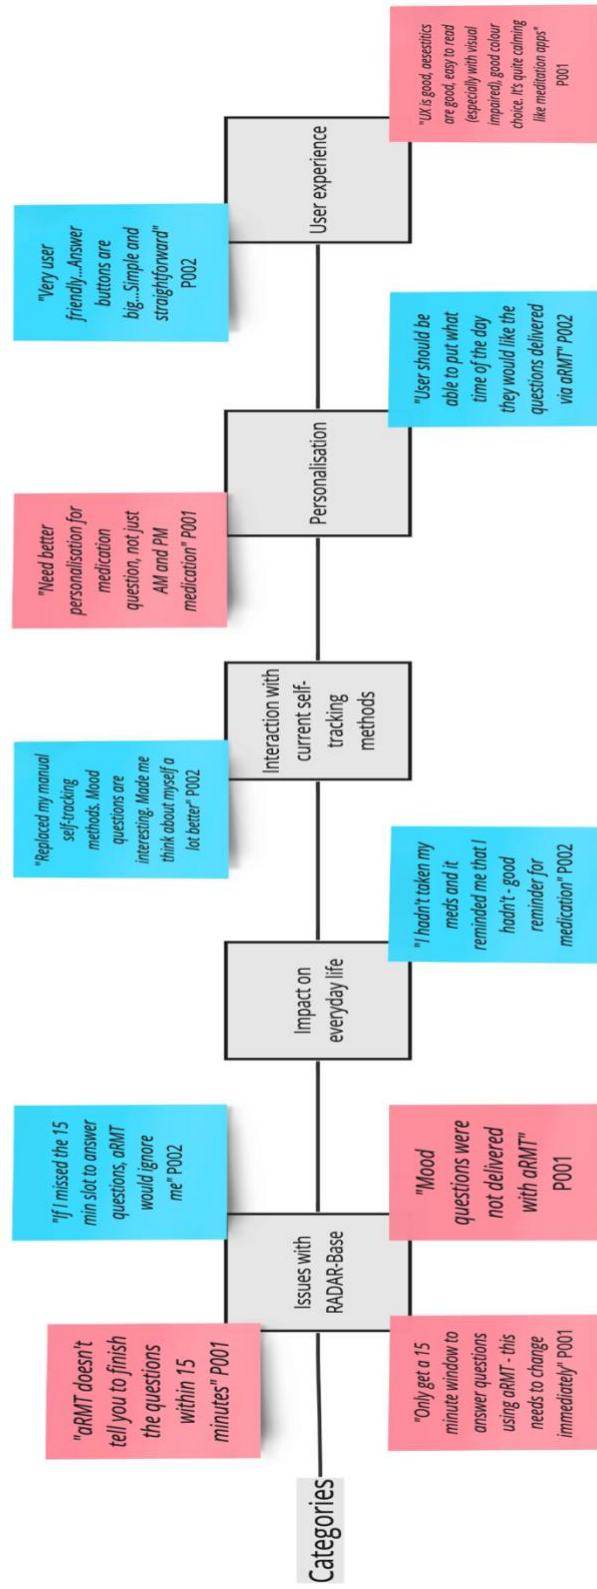 Categories
"aRMT doesn't
tell you to finish
the questions
within 15
minutes" P001
"Only get a 15
minute window to
answer questions
using aRMT - this
needs to change
immediately" P001
Issues with
RADAR-Base
"If I missed the 15
min slot to answer
questions, aRMT
would ignore
me" P002
"Mood
questions were
not delivered
with aRMT"
P001
Impact on
everyday life
"I hadn't taken my
meds and it
reminded me that I
hadn't - good
reminder for
medication" P002
"Replaced my manual
self-tracking
methods. Mood
questions are
interesting. Made me
think about myself a
lot better" P002
Interaction with
current self-
tracking
methods
"Need better
personalisation for
medication
question, not just
AM and PM
medication" P001
Personalisation
"User should be
able to put what
time of the day
they would like the
questions delivered
via aRMT" P002
"Very user
friendly...Answer
buttons are
big...Simple and
straightforward"
P002
User experience
"UX is good, aesestitics
are good, easy to read
(especially with visual
impaired), good colour
choice. It's quite calming
like meditation apps"
P001